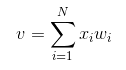 v = \sum_{i=1}^{N} x_i w_i